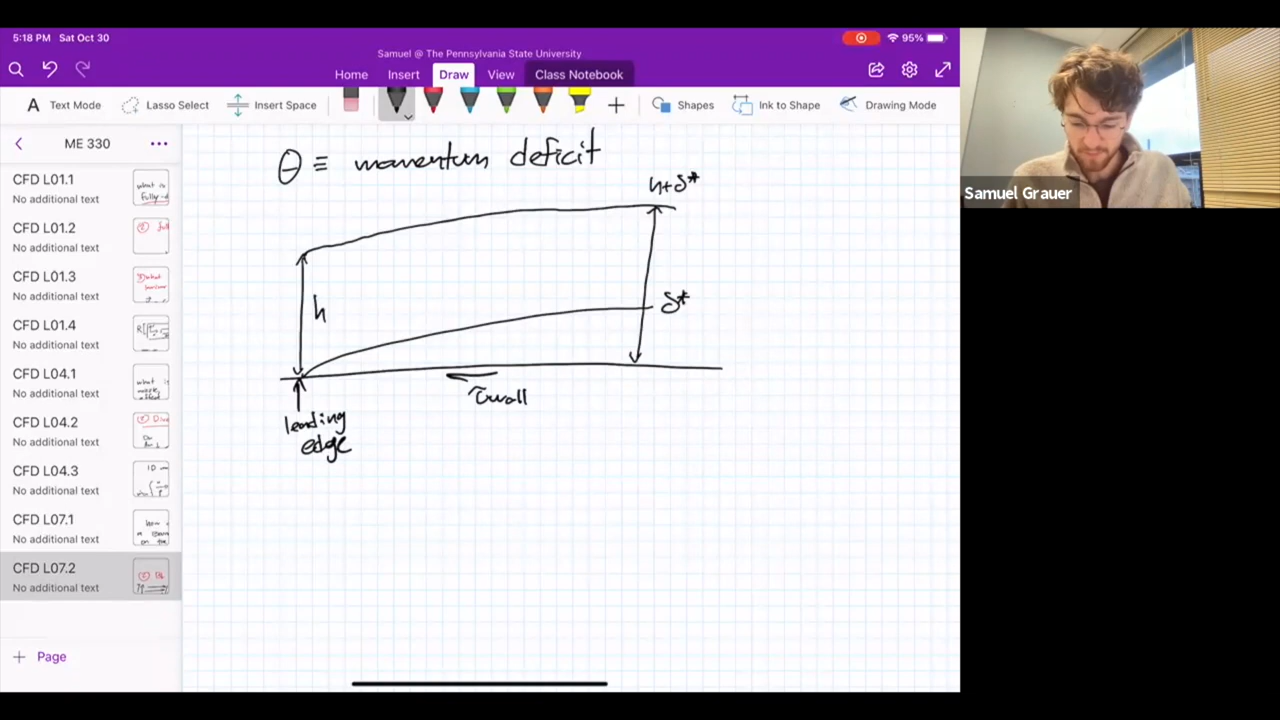 5:18 PM Sat Oct 30
95%
Samuel @ The Pennsylvania State University
Home Insert Draw View Class Notebook
A Text Mode Lasso Select Insert Space Shapes Ink to Shape Drawing Mode
ME 330
CFD L01.1
No additional text
CFD L01.2
No additional text
CFD L01.3
No additional text
CFD L01.4
No additional text
CFD L04.1
No additional text
CFD L04.2
No additional text
CFD L04.3
No additional text
CFD L07.1
No additional text
CFD L07.2
No additional text
+ Page
θ ≡ momentum deficit
h+δ*
h
δ*
τwall
leading
edge
Samuel Grauer